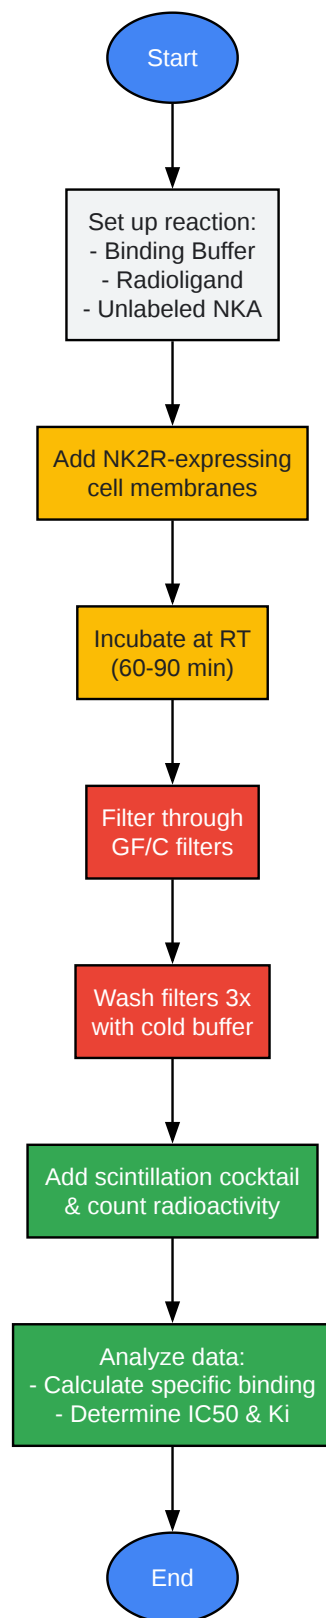 Start
Set up reaction:
- Binding Buffer
- Radioligand
- Unlabeled NKA
Add NK2R-expressing
cell membranes
Incubate at RT
(60-90 min)
Filter through
GF/C filters
Wash filters 3x
with cold buffer
Add scintillation cocktail
& count radioactivity
Analyze data:
- Calculate specific binding
- Determine IC50 & Ki
End